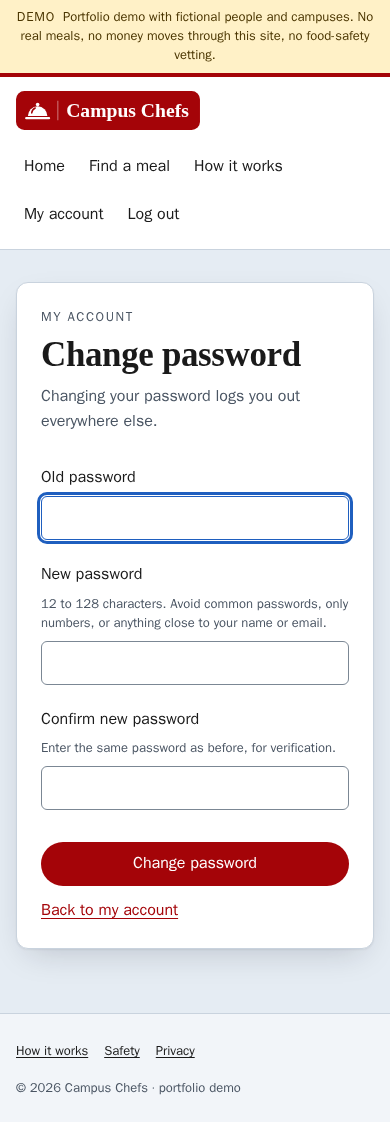 DEMO Portfolio demo with fictional people and campuses. No
real meals, no money moves through this site, no food-safety
vetting.
Campus Chefs
Home Find a meal How it works
My account Log out
MY ACCOUNT
Change password
Changing your password logs you out
everywhere else.
Old password
New password
12 to 128 characters. Avoid common passwords, only
numbers, or anything close to your name or email.
Confirm new password
Enter the same password as before, for verification.
Change password
Back to my account
How it works Safety Privacy
© 2026 Campus Chefs · portfolio demo